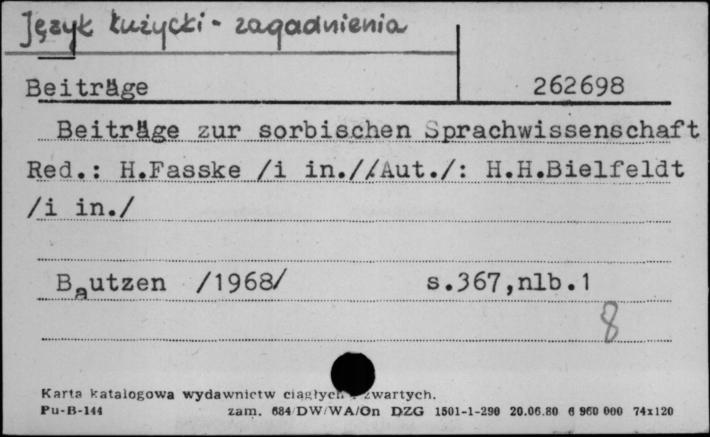 Język łużycki - zagadnienia
Beiträge 262698
Beiträge zur sorbischen Sprachwissenschaft
Red.: H.Fasske /i in.//Aut./: H.H.Bielfeldt
/i in./
Bautzen /1968/ s.367,nlb.1
8
Karta katalogowa wydawnictw ciągłych i zwartych.
Pu-B-144 zam. 684/DW/WA/Gn DZG 1501-1-290 20.06.80 6 960 000 74x120